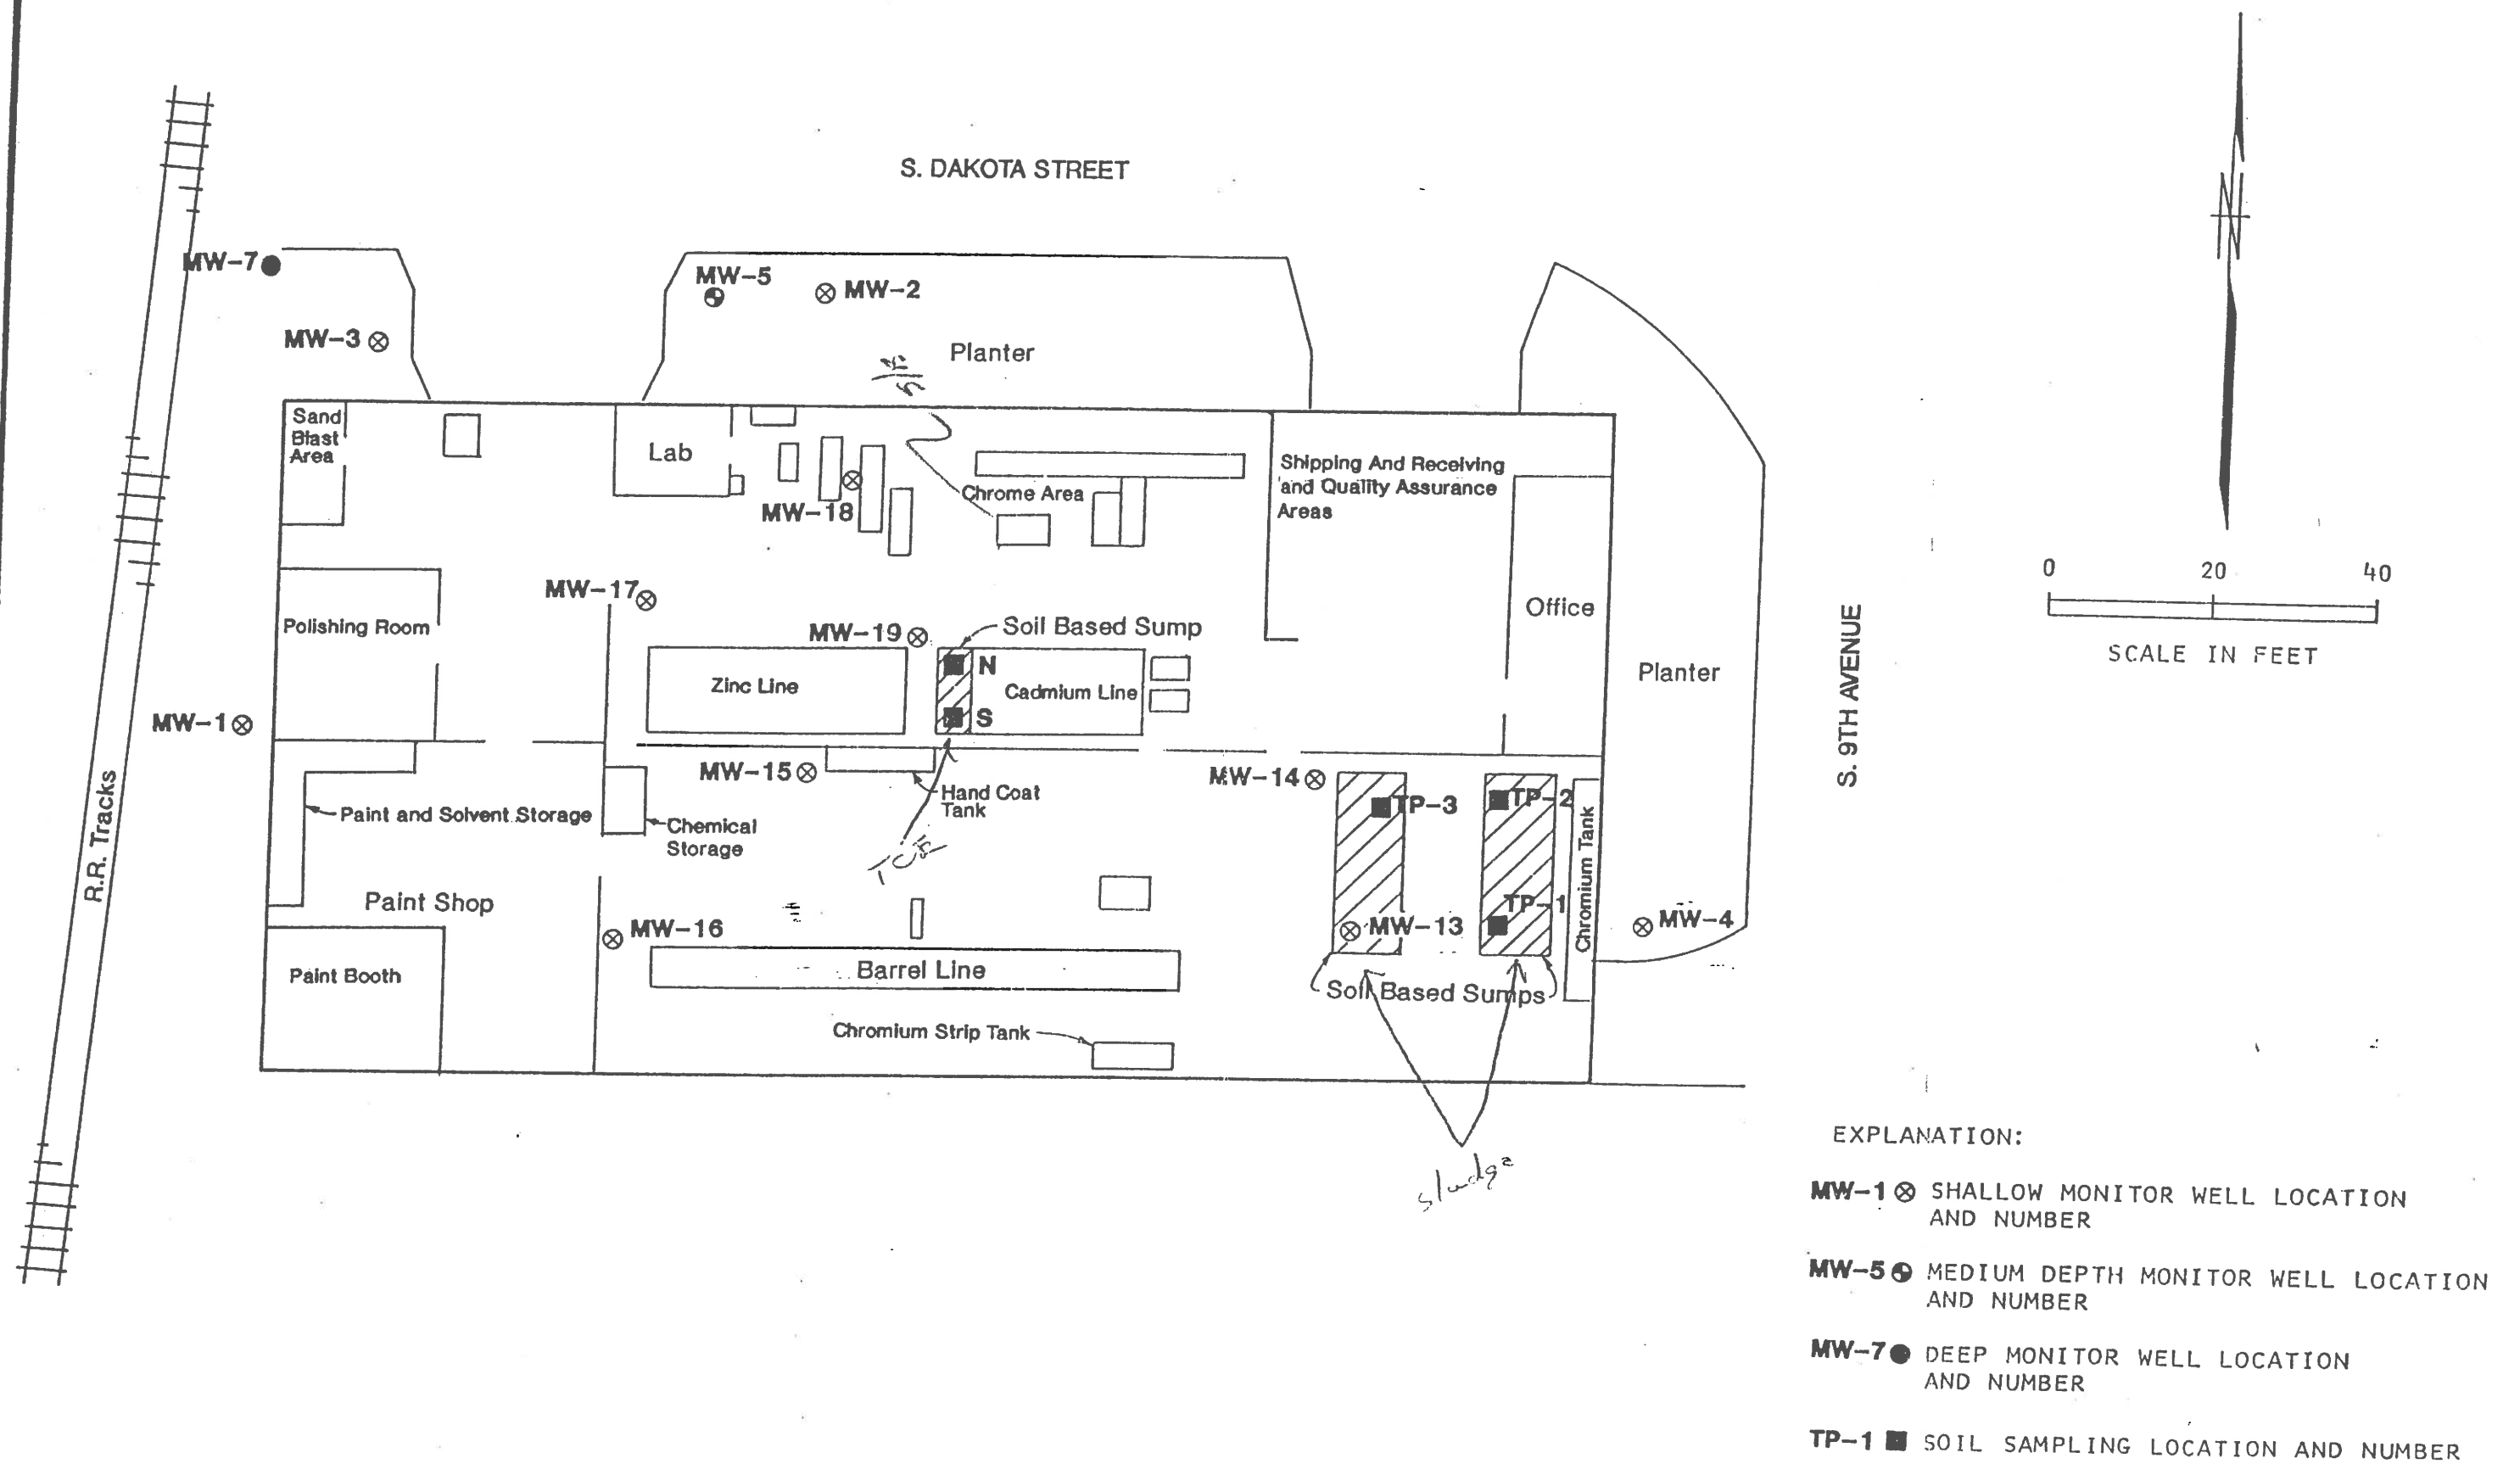 S. DAKOTA STREET
MW-7
MW-5
MW-2
MW-3
Planter
Sand
Blast
Area
Lab
Chrome Area
MW-18
Shipping And Receiving
and Quality Assurance
Areas
0 20 40
SCALE IN FEET
Office
Polishing Room
MW-17
MW-19
Soil Based Sump
N
Zinc Line
Cadmium Line
S
Planter
S. 9TH AVENUE
MW-1
MW-15
Hand Coat
Tank
MW-14
TP-3
TP-2
Paint and Solvent Storage
Chemical
Storage
TCE
Chromium Tank
R.R. Tracks
Paint Shop
MW-16
TP-1
MW-13
MW-4
Paint Booth
Barrel Line
Soil Based Sumps
Chromium Strip Tank
sludge
EXPLANATION:
MW-1 SHALLOW MONITOR WELL LOCATION
AND NUMBER
MW-5 MEDIUM DEPTH MONITOR WELL LOCATION
AND NUMBER
MW-7 DEEP MONITOR WELL LOCATION
AND NUMBER
TP-1 SOIL SAMPLING LOCATION AND NUMBER